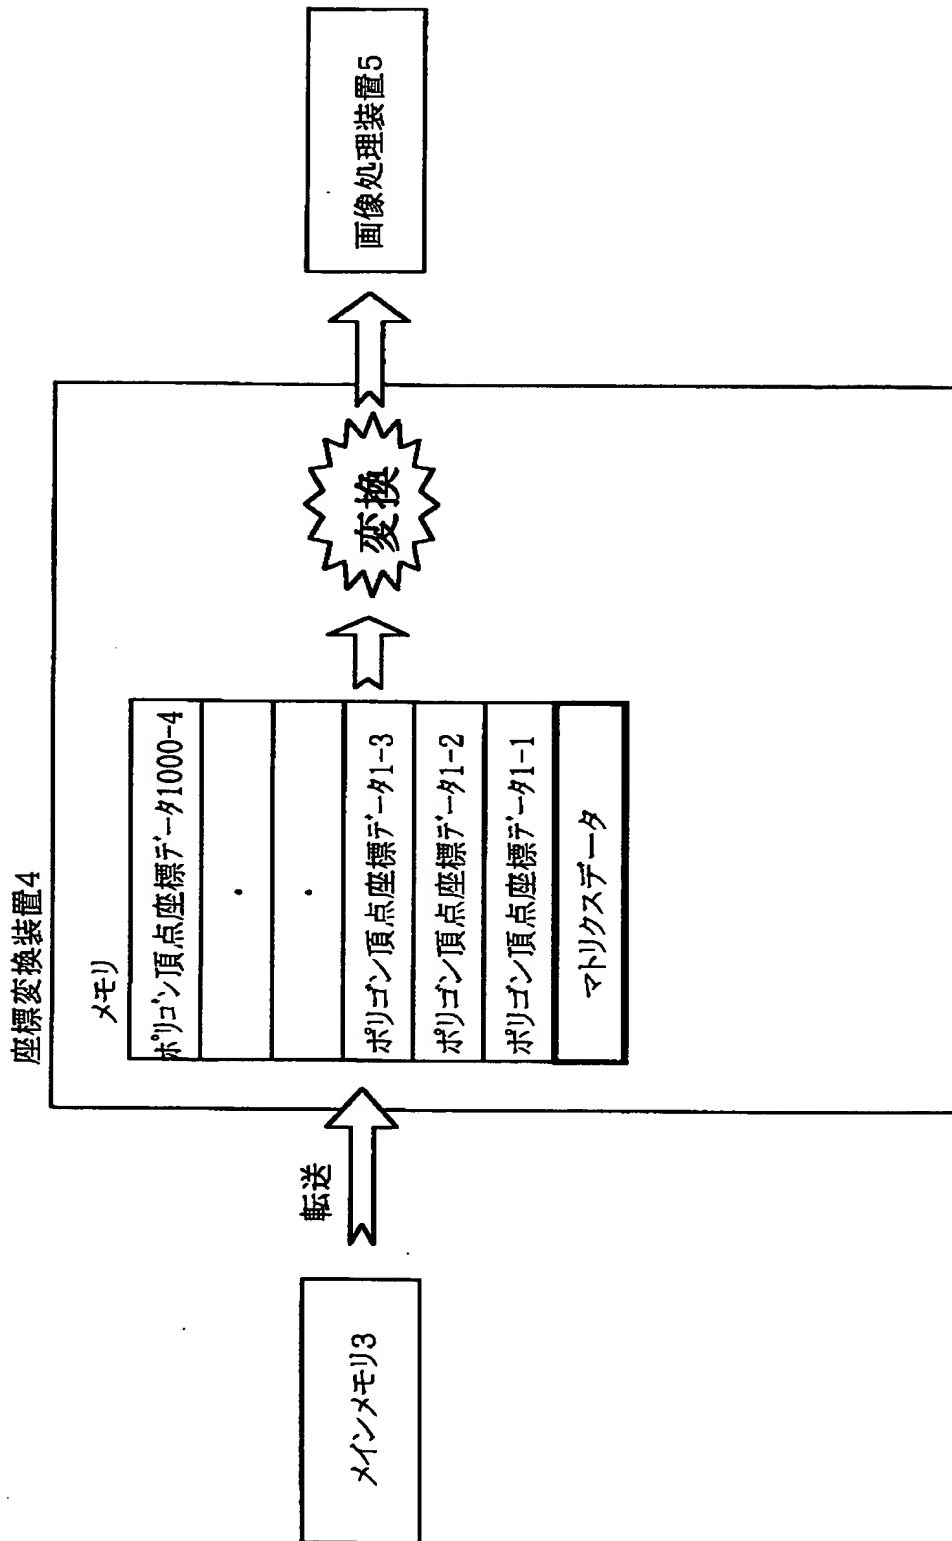 座標変換装置4
メモリ
ポリゴン頂点座標データ1000-4
・
・
ポリゴン頂点座標データ1-3
ポリゴン頂点座標データ1-2
ポリゴン頂点座標データ1-1
マトリクスデータ
メインメモリ3
転送
変換
画像処理装置5